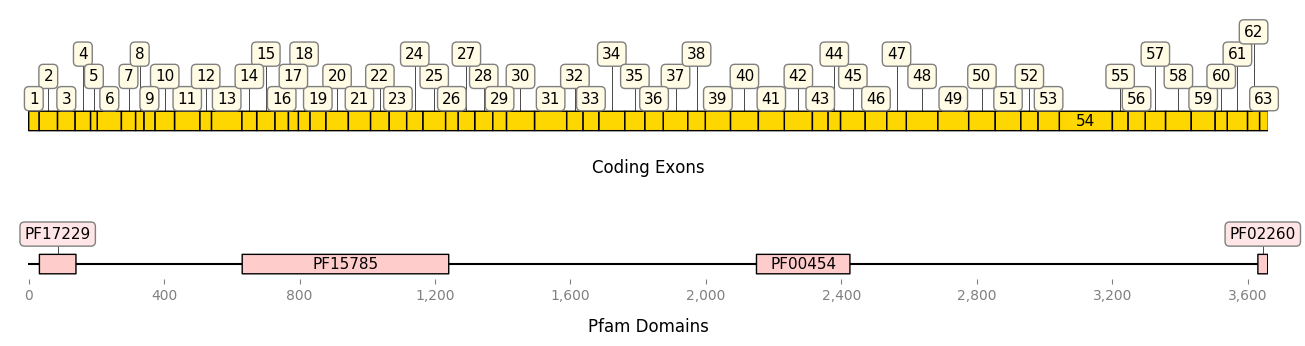 62
4 8 15 18 24 27 34 38 44 47 57 61
2 5 7 10 12 14 17 20 22 25 28 30 32 35 37 40 42 45 48 50 52 55 58 60
1 3 6 9 11 13 16 19 21 23 26 29 31 33 36 39 41 43 46 49 51 53 56 59 63
54
Coding Exons
PF17229 PF02260
PF15785 PF00454
0 400 800 1,200 1,600 2,000 2,400 2,800 3,200 3,600
Pfam Domains